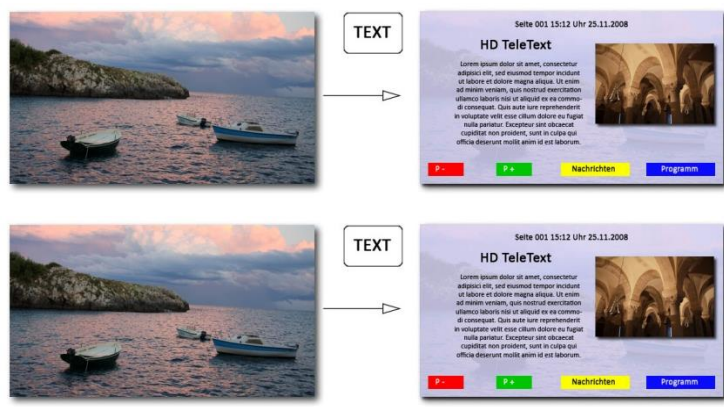 TEXT
Seite 001 15:12 Uhr 25.11.2008
HD TeleText
Lorem ipsum dolor sit amet, consectetur
adipisici elit, sed eiusmod tempor incidunt
ut labore et dolore magna aliqua. Ut enim
ad minim veniam, quis nostrud exercitation
ullamco laboris nisi ut aliquid ex ea commo-
di consequat. Quis aute iure reprehenderit
in voluptate velit esse cillum dolore eu fugiat
nulla pariatur. Excepteur sint obcaecat
cupiditat non proident, sunt in culpa qui
officia deserunt mollit anim id est laborum.
P - P + Nachrichten Programm
TEXT
Seite 001 15:12 Uhr 25.11.2008
HD TeleText
Lorem ipsum dolor sit amet, consectetur
adipisici elit, sed eiusmod tempor incidunt
ut labore et dolore magna aliqua. Ut enim
ad minim veniam, quis nostrud exercitation
ullamco laboris nisi ut aliquid ex ea commo-
di consequat. Quis aute iure reprehenderit
in voluptate velit esse cillum dolore eu fugiat
nulla pariatur. Excepteur sint obcaecat
cupiditat non proident, sunt in culpa qui
officia deserunt mollit anim id est laborum.
P - P + Nachrichten Programm